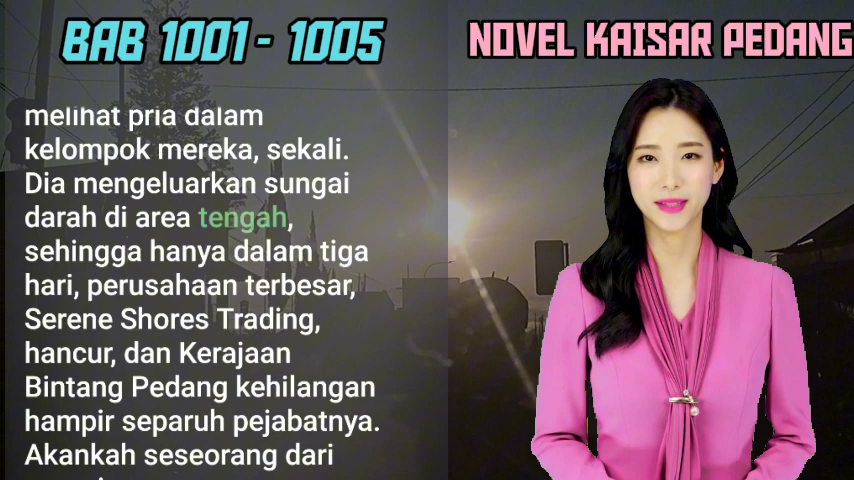 BAB 1001 - 1005
NOVEL KAISAR PEDANG
melihat pria dalam
kelompok mereka, sekali.
Dia mengeluarkan sungai
darah di area tengah,
sehingga hanya dalam tiga
hari, perusahaan terbesar,
Serene Shores Trading,
hancur, dan Kerajaan
Bintang Pedang kehilangan
hampir separuh pejabatnya.
Akankah seseorang dari